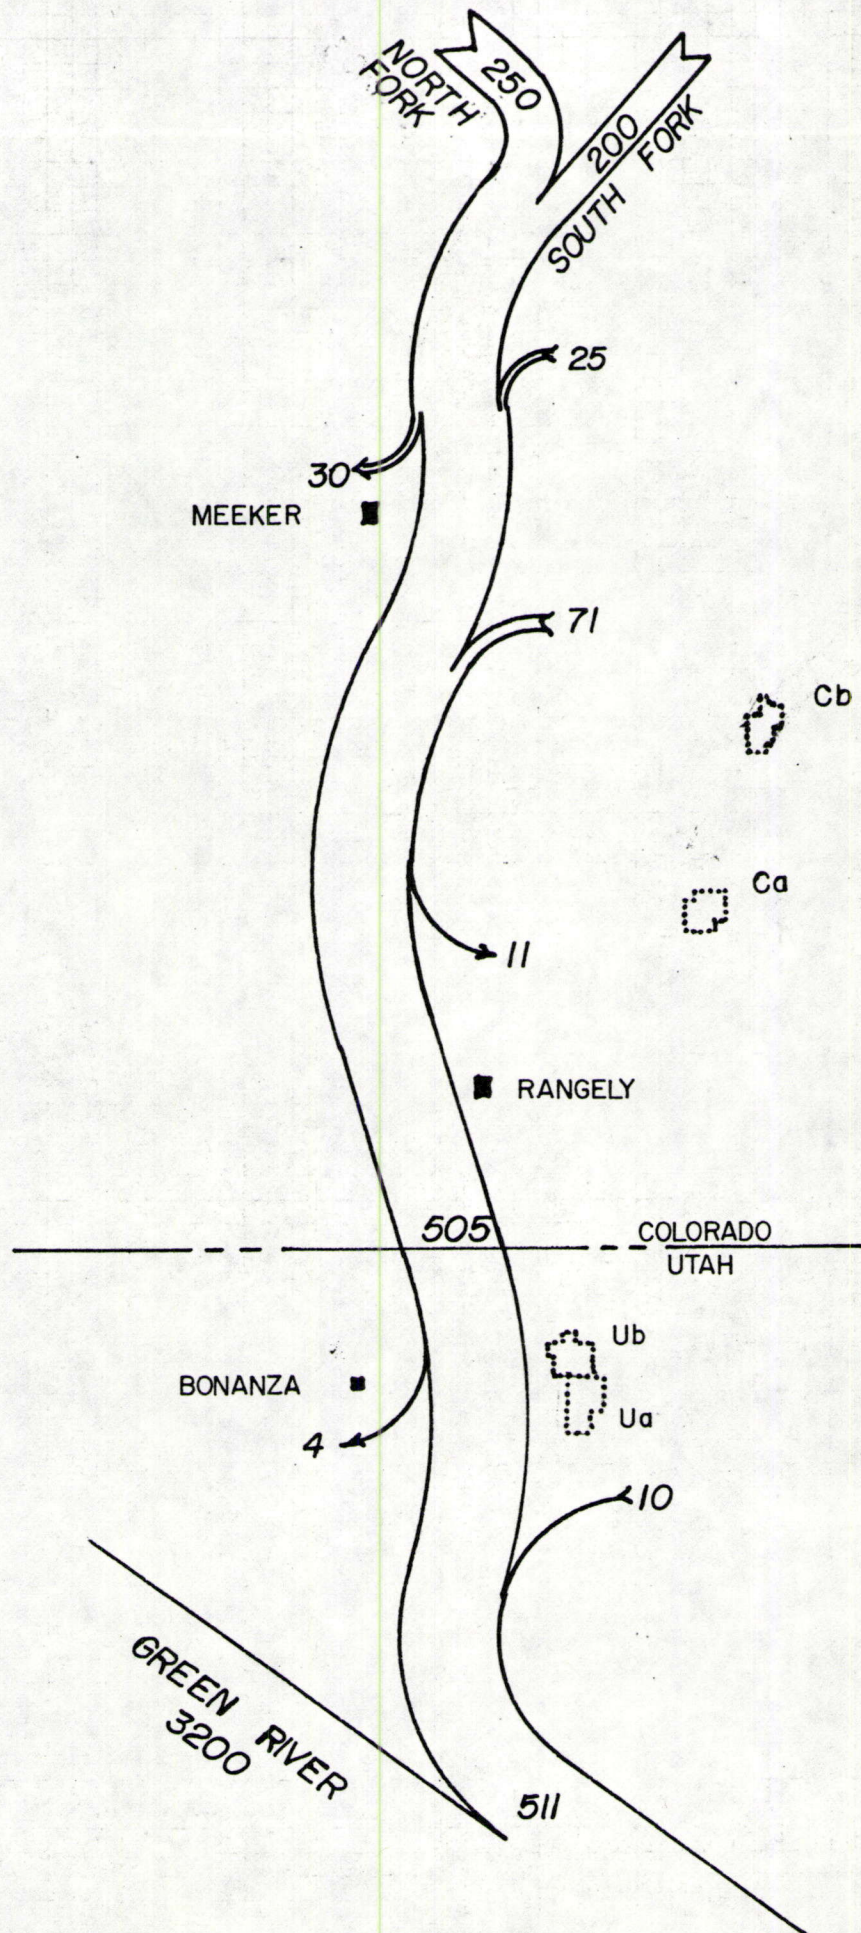 NORTH
FORK
250
200
SOUTH FORK
25
30
MEEKER
71
Cb
Ca
11
RANGELY
505
COLORADO
UTAH
Ub
BONANZA
Ua
4
10
GREEN RIVER
3200
511